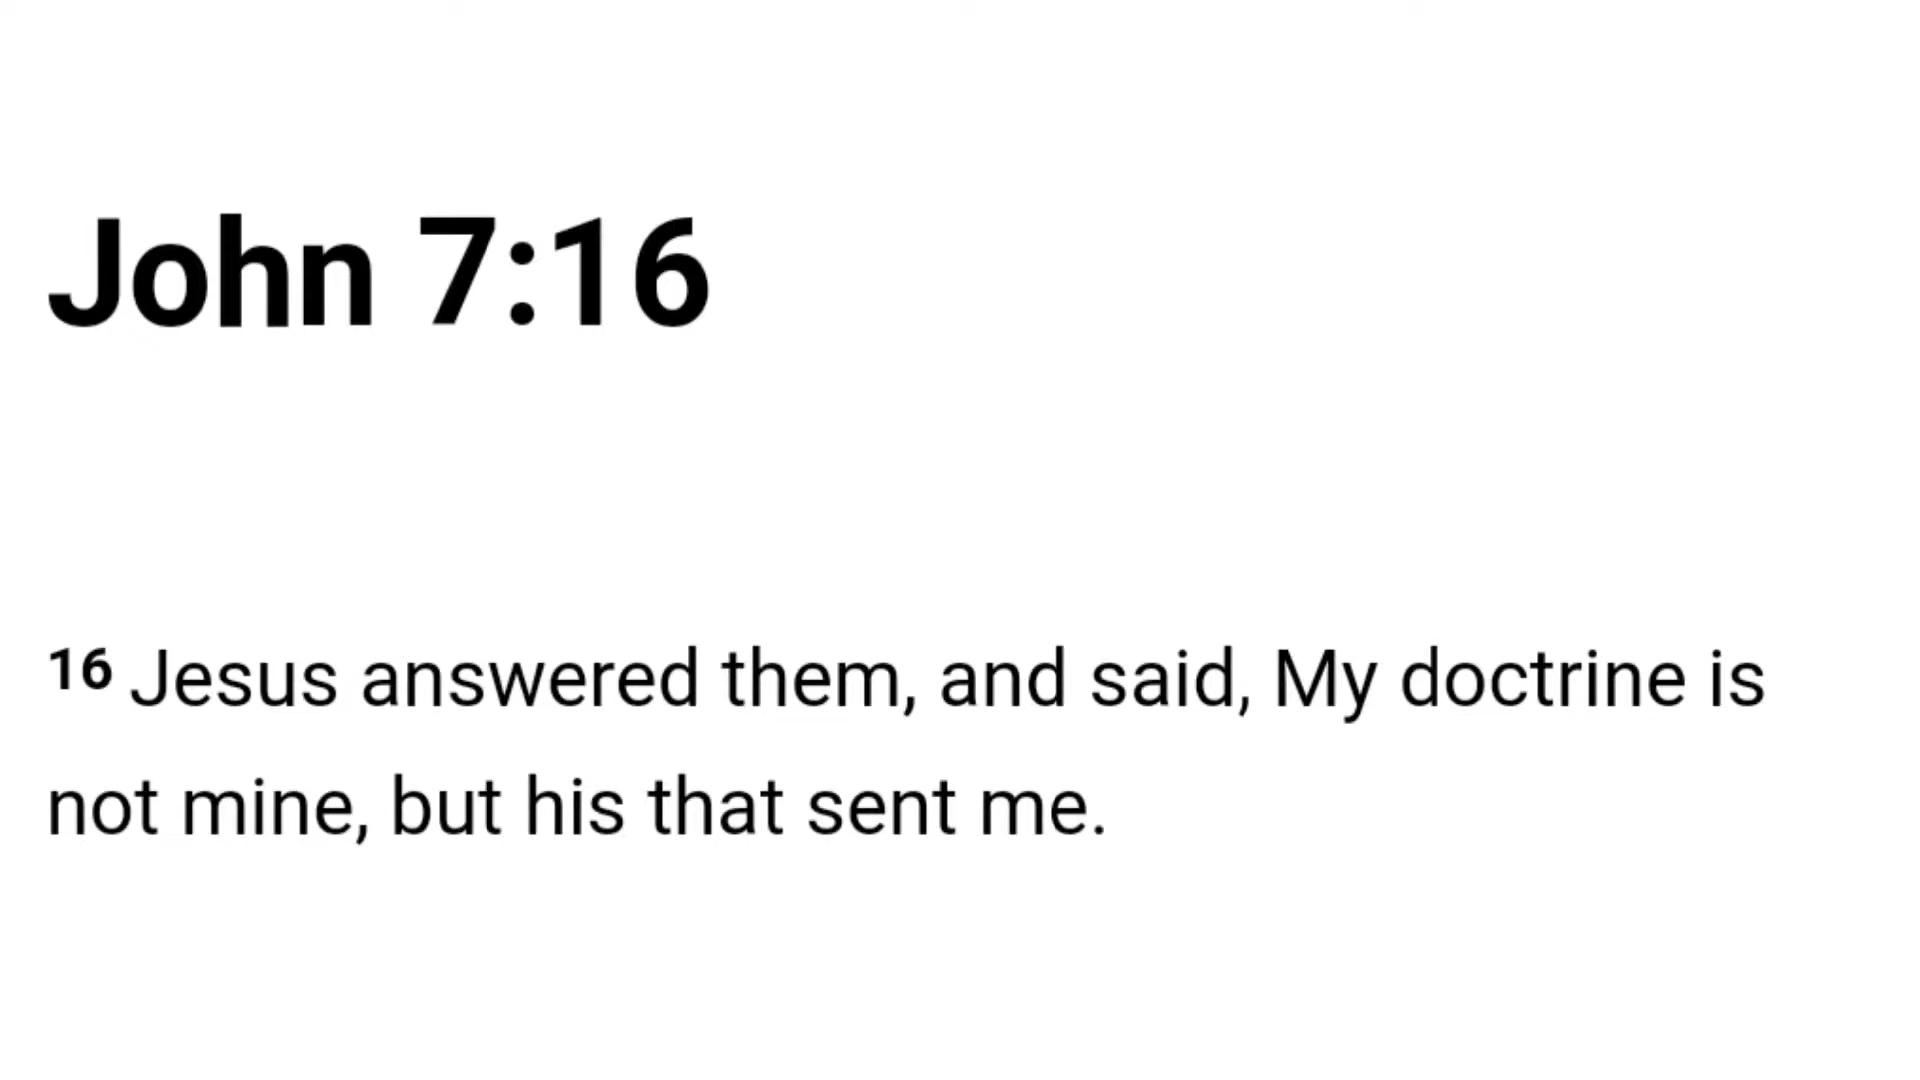 John 7:16
16 Jesus answered them, and said, My doctrine is
not mine, but his that sent me.